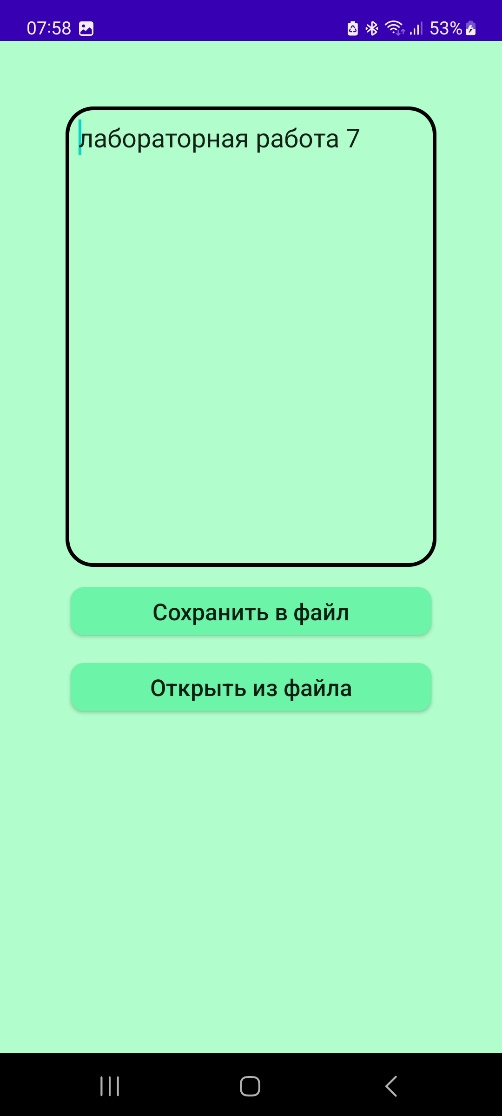 07:58
53%
лабораторная работа 7
Сохранить в файл
Открыть из файла